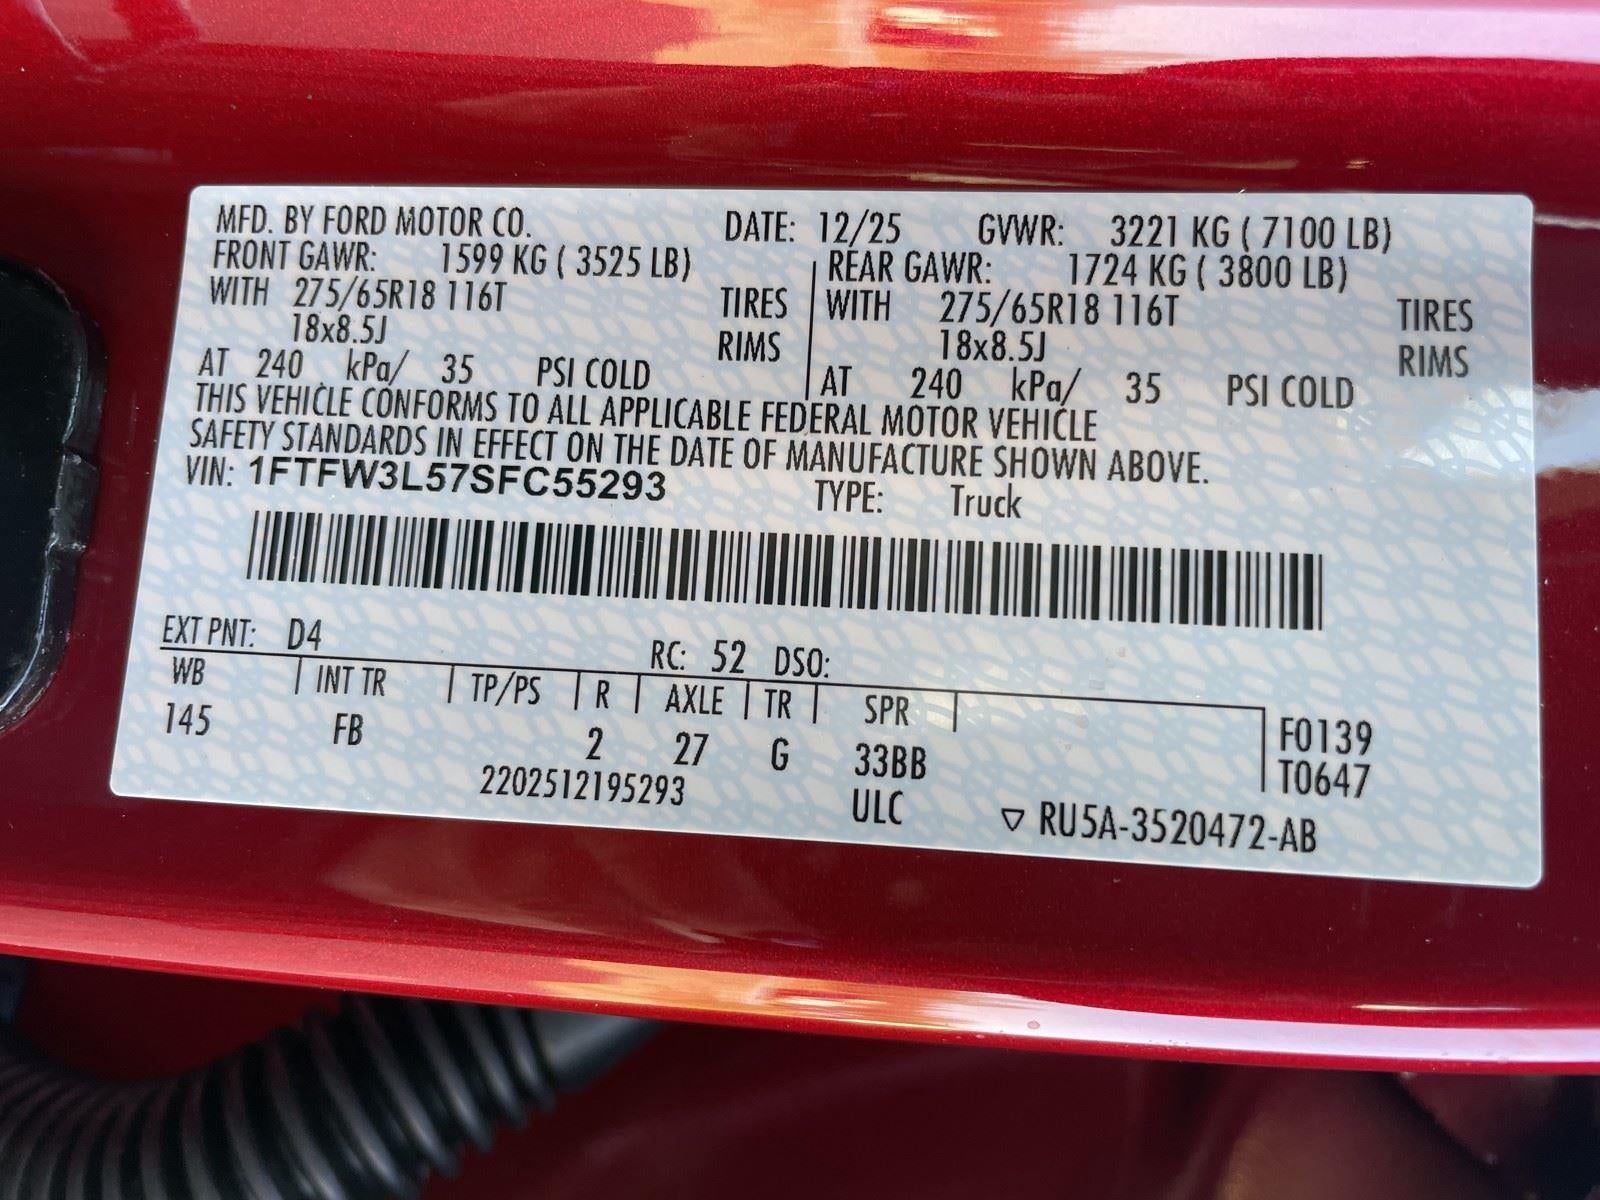 MFD. BY FORD MOTOR CO. DATE: 12/25 GVWR: 3221 KG ( 7100 LB)
FRONT GAWR: 1599 KG ( 3525 LB) REAR GAWR: 1724 KG ( 3800 LB)
WITH 275/65R18 116T TIRES WITH 275/65R18 116T TIRES
18x8.5J RIMS 18x8.5J RIMS
AT 240 kPa/ 35 PSI COLD AT 240 kPa/ 35 PSI COLD
THIS VEHICLE CONFORMS TO ALL APPLICABLE FEDERAL MOTOR VEHICLE
SAFETY STANDARDS IN EFFECT ON THE DATE OF MANUFACTURE SHOWN ABOVE.
VIN: 1FTFW3L57SFC55293 TYPE: Truck
EXT PNT: D4 RC: 52 DSO:
WB INT TR TP/PS R AXLE TR SPR F0139
145 FB 2 27 G 33BB T0647
2202512195293 ULC ▽ RU5A-3520472-AB